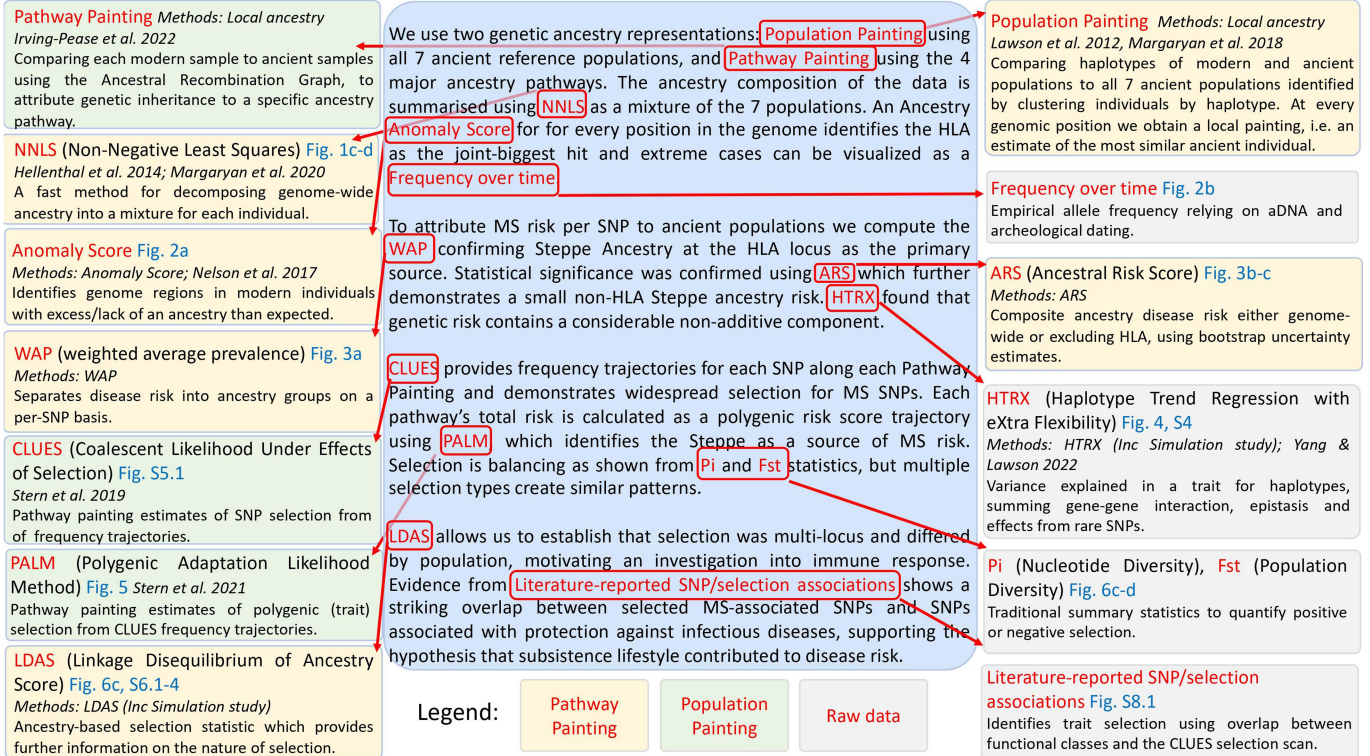 Pathway Painting Methods: Local ancestry
Irving-Pease et al. 2022
Comparing each modern sample to ancient samples
using the Ancestral Recombination Graph, to
attribute genetic inheritance to a specific ancestry
pathway.
NNLS (Non-Negative Least Squares) Fig. 1c-d
Hellenthal et al. 2014; Margaryan et al. 2020
A fast method for decomposing genome-wide
ancestry into a mixture for each individual.
Anomaly Score Fig. 2a
Methods: Anomaly Score; Nelson et al. 2017
Identifies genome regions in modern individuals
with excess/lack of an ancestry than expected.
WAP (weighted average prevalence) Fig. 3a
Methods: WAP
Separates disease risk into ancestry groups on a
per-SNP basis.
CLUES (Coalescent Likelihood Under Effects
of Selection) Fig. S5.1
Stern et al. 2019
Pathway painting estimates of SNP selection from
of frequency trajectories.
PALM (Polygenic Adaptation Likelihood
Method) Fig. 5 Stern et al. 2021
Pathway painting estimates of polygenic (trait)
selection from CLUES frequency trajectories.
LDAS (Linkage Disequilibrium of Ancestry
Score) Fig. 6c, S6.1-4
Methods: LDAS (Inc Simulation study)
Ancestry-based selection statistic which provides
further information on the nature of selection.
We use two genetic ancestry representations: Population Painting using
all 7 ancient reference populations, and Pathway Painting using the 4
major ancestry pathways. The ancestry composition of the data is
summarised using NNLS as a mixture of the 7 populations. An Ancestry
Anomaly Score for for every position in the genome identifies the HLA
as the joint-biggest hit and extreme cases can be visualized as a
Frequency over time
To attribute MS risk per SNP to ancient populations we compute the
WAP confirming Steppe Ancestry at the HLA locus as the primary
source. Statistical significance was confirmed using ARS which further
demonstrates a small non-HLA Steppe ancestry risk. HTRX found that
genetic risk contains a considerable non-additive component.
CLUES provides frequency trajectories for each SNP along each Pathway
Painting and demonstrates widespread selection for MS SNPs. Each
pathway's total risk is calculated as a polygenic risk score trajectory
using PALM which identifies the Steppe as a source of MS risk.
Selection is balancing as shown from Pi and Fst statistics, but multiple
selection types create similar patterns.
LDAS allows us to establish that selection was multi-locus and differed
by population, motivating an investigation into immune response.
Evidence from Literature-reported SNP/selection associations shows a
striking overlap between selected MS-associated SNPs and SNPs
associated with protection against infectious diseases, supporting the
hypothesis that subsistence lifestyle contributed to disease risk.
Legend:
Pathway
Painting
Population
Painting
Raw data
Population Painting Methods: Local ancestry
Lawson et al. 2012, Margaryan et al. 2018
Comparing haplotypes of modern and ancient
populations to all 7 ancient populations identified
by clustering individuals by haplotype. At every
genomic position we obtain a local painting, i.e. an
estimate of the most similar ancient individual.
Frequency over time Fig. 2b
Empirical allele frequency relying on aDNA and
archeological dating.
ARS (Ancestral Risk Score) Fig. 3b-c
Methods: ARS
Composite ancestry disease risk either genome-
wide or excluding HLA, using bootstrap uncertainty
estimates.
HTRX (Haplotype Trend Regression with
eXtra Flexibility) Fig. 4, S4
Methods: HTRX (Inc Simulation study); Yang &
Lawson 2022
Variance explained in a trait for haplotypes,
summing gene-gene interaction, epistasis and
effects from rare SNPs.
Pi (Nucleotide Diversity), Fst (Population
Diversity) Fig. 6c-d
Traditional summary statistics to quantify positive
or negative selection.
Literature-reported SNP/selection
associations Fig. S8.1
Identifies trait selection using overlap between
functional classes and the CLUES selection scan.